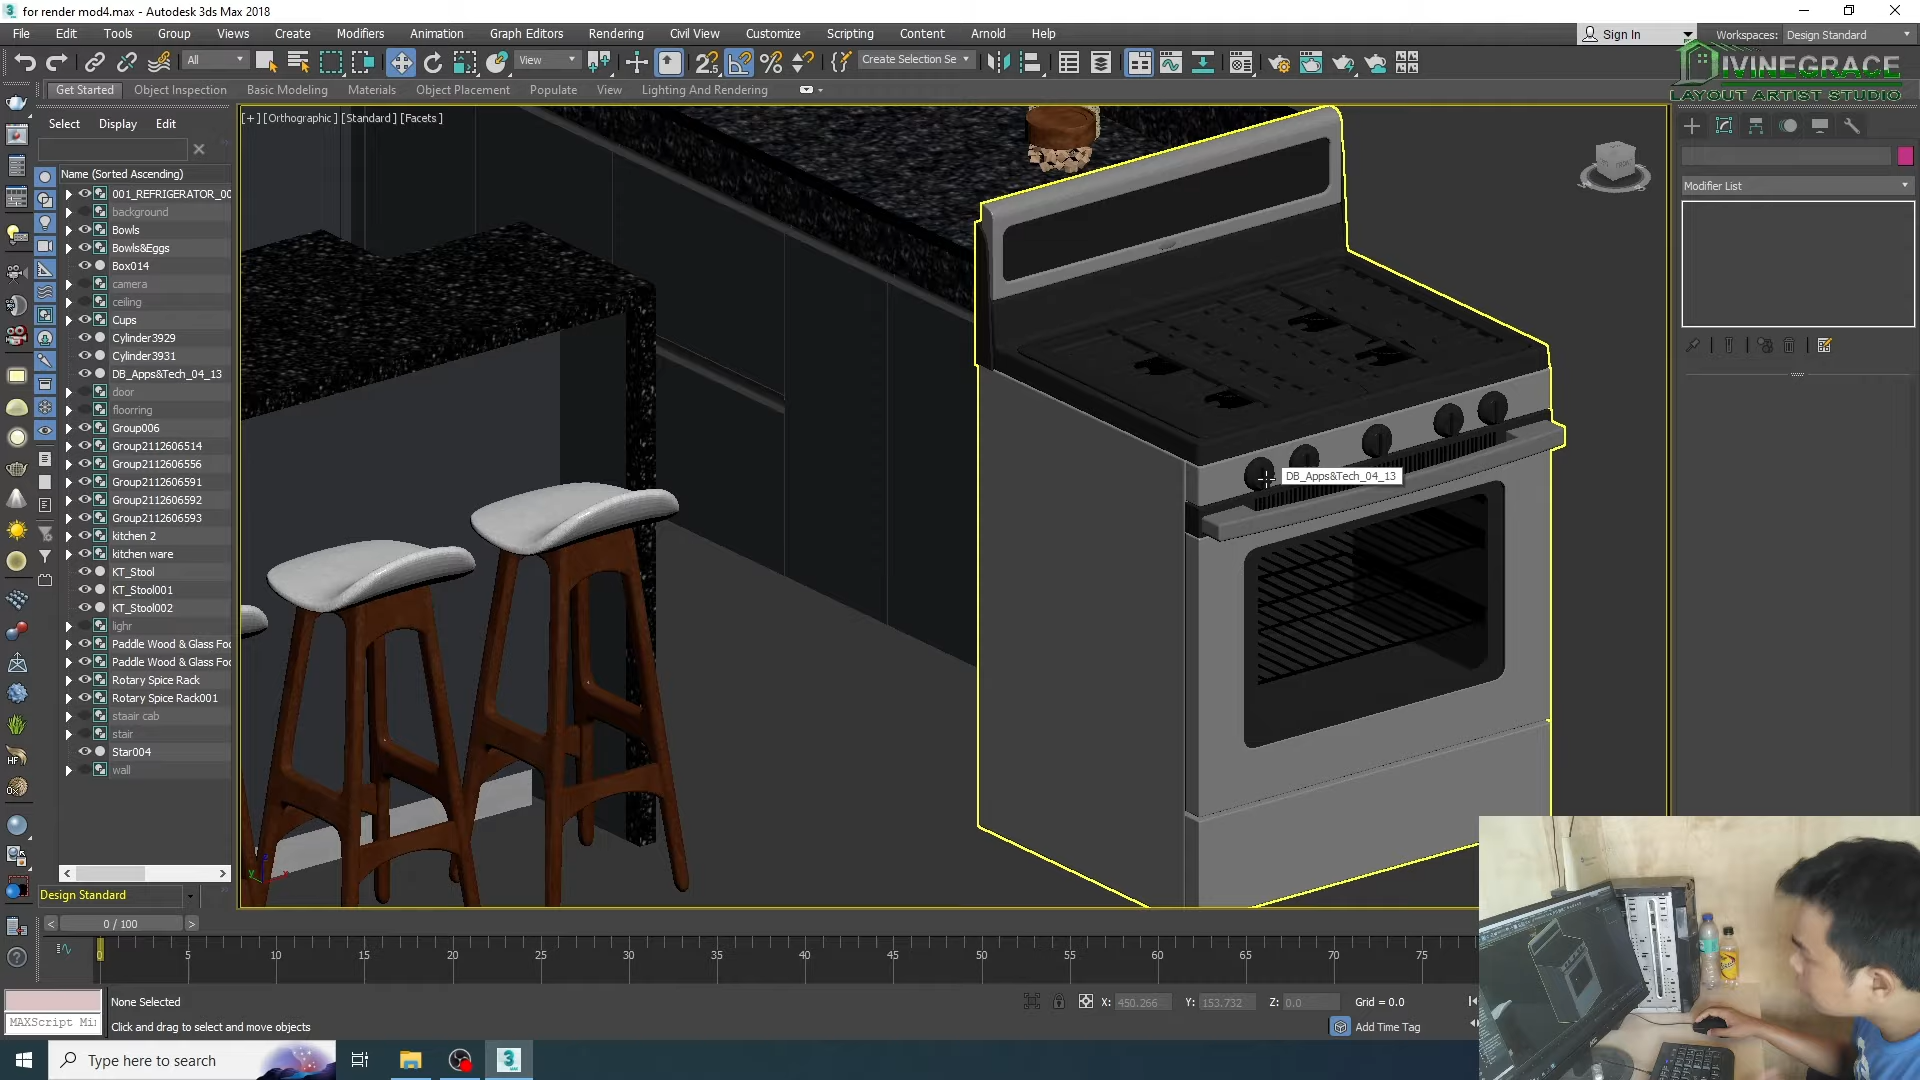 for render mod4.max - Autodesk 3ds Max 2018
File Edit Tools Group Views Create Modifiers Animation Graph Editors Rendering Civil View Customize Scripting Content Arnold Help
Sign In
Workspaces: Design Standard
All
View
Create Selection Se
IVINEGRACE
LAYOUT ARTIST STUDIO
Get Started Object Inspection Basic Modeling Materials Object Placement Populate View Lighting And Rendering
Select Display Edit
[+] [Orthographic] [Standard] [Facets]
Name (Sorted Ascending)
Modifier List
001_REFRIGERATOR_00
background
Bowls
Bowls&Eggs
Box014
camera
ceiling
Cups
Cylinder3929
Cylinder3931
DB_Apps&Tech_04_13
door
floorring
Group006
Group2112606514
Group2112606556
Group2112606591
Group2112606592
Group2112606593
kitchen 2
kitchen ware
KT_Stool
KT_Stool001
KT_Stool002
lighr
Paddle Wood & Glass Foo
Paddle Wood & Glass Foo
Rotary Spice Rack
Rotary Spice Rack001
staair cab
stair
Star004
wall
DB_Apps&Tech_04_13
Design Standard
0 / 100
0 5 10 15 20 25 30 35 40 45 50 55 60 65 70 75
None Selected
X: 450.266 Y: 153.732 Z: 0.0 Grid = 0.0
MAXScript Mi
Click and drag to select and move objects
Add Time Tag
Type here to search